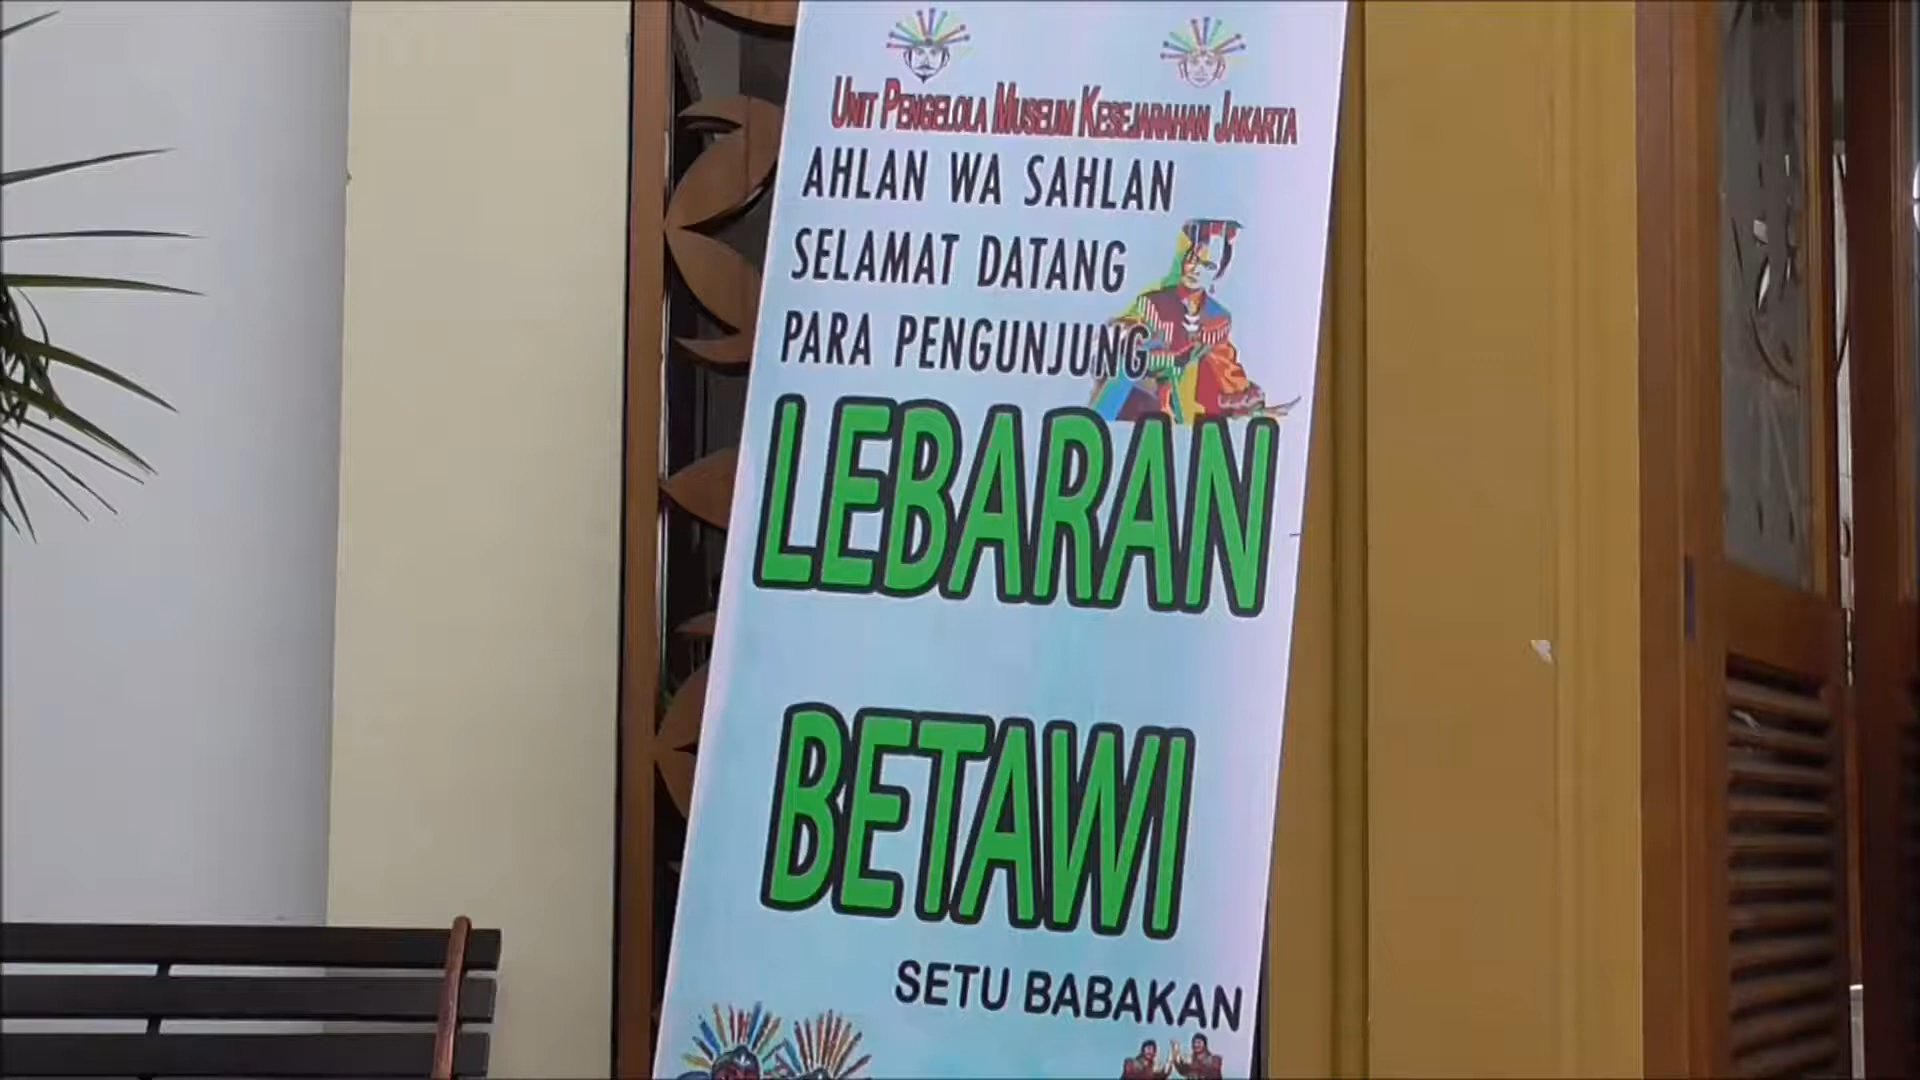 UNIT PENGELOLA MUSEUM KESEJARAHAN JAKARTA
AHLAN WA SAHLAN
SELAMAT DATANG
PARA PENGUNJUNG
LEBARAN
BETAWI
SETU BABAKAN